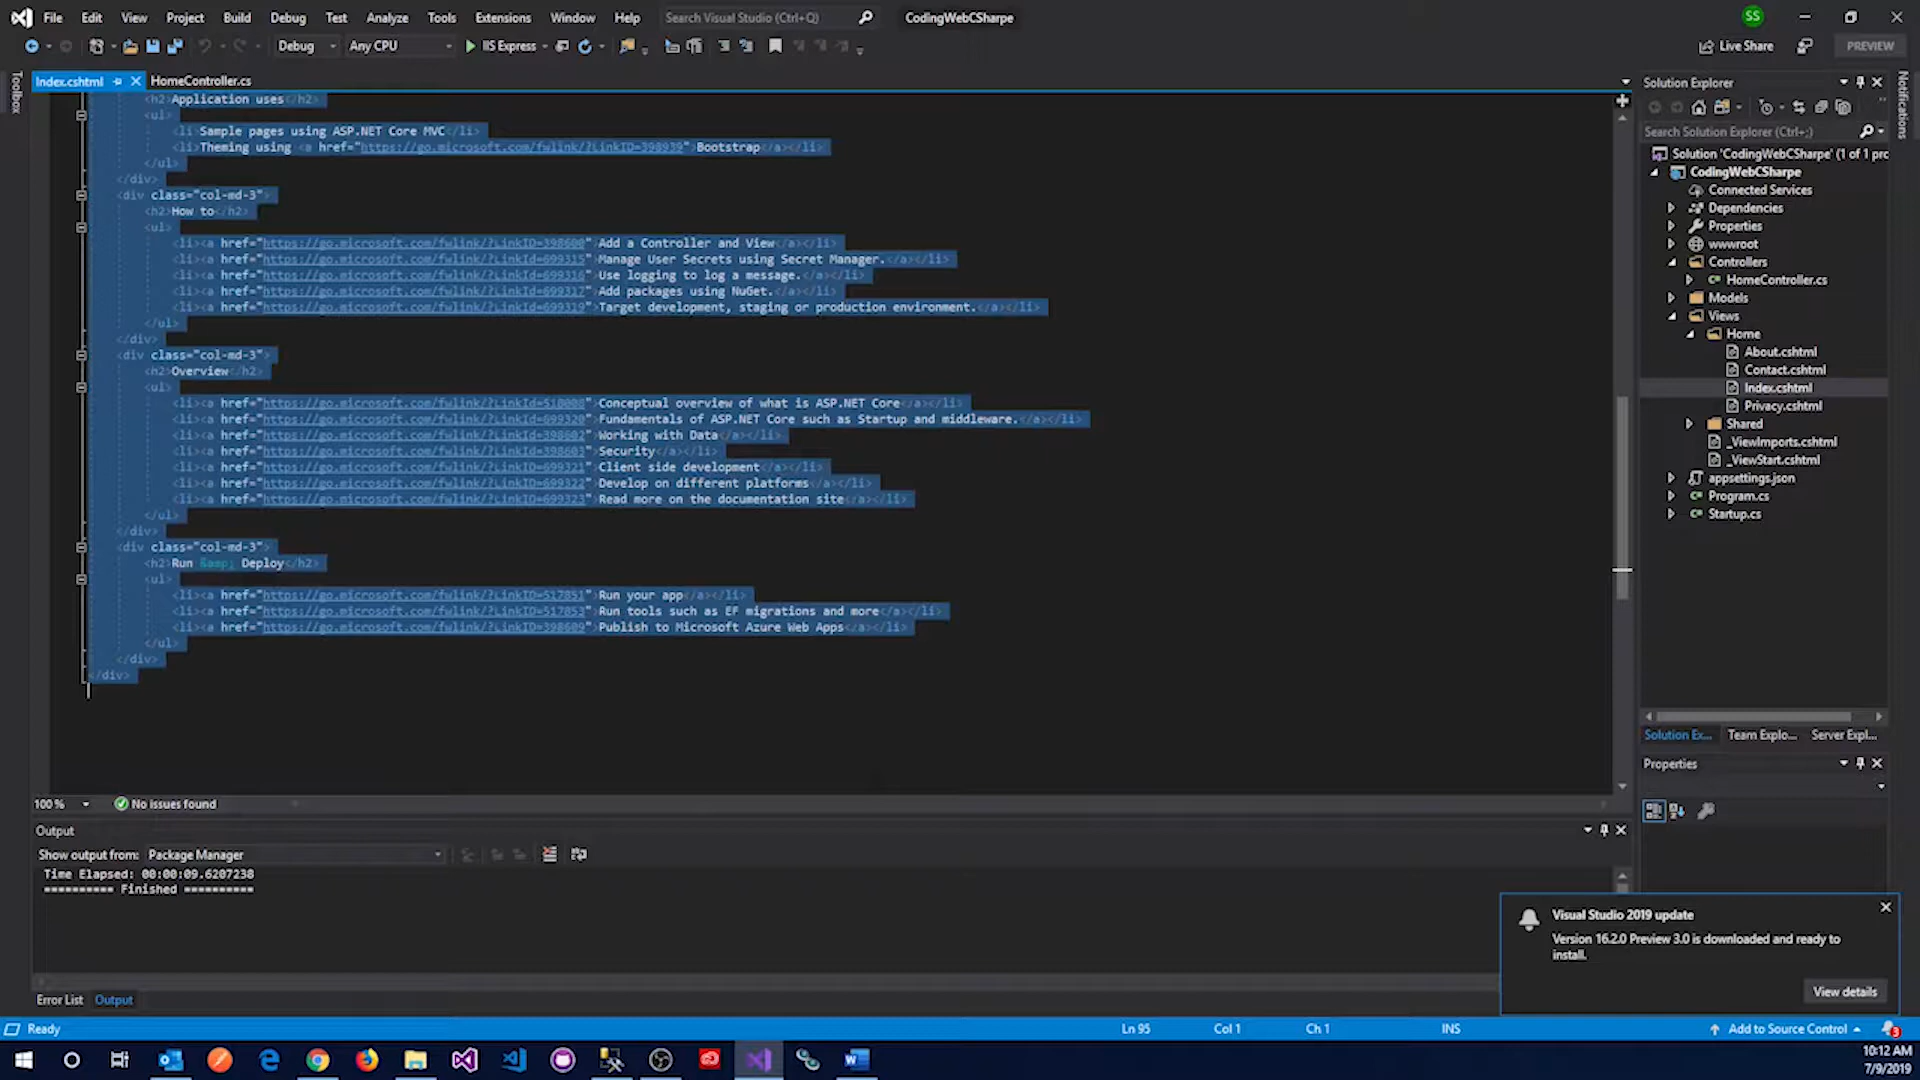 File Edit View Project Build Debug Test Analyze Tools Extensions Window Help Search Visual Studio (Ctrl+Q) CodingWebCSharpe SS
Debug Any CPU IIS Express Live Share PREVIEW
Toolbox
Index.cshtml HomeController.cs
<h2>Application uses</h2>
<ul>
<li>Sample pages using ASP.NET Core MVC</li>
<li>Theming using <a href="https://go.microsoft.com/fwlink/?LinkID=398939">Bootstrap</a></li>
</ul>
</div>
<div class="col-md-3">
<h2>How to</h2>
<ul>
<li><a href="https://go.microsoft.com/fwlink/?LinkID=398600">Add a Controller and View</a></li>
<li><a href="https://go.microsoft.com/fwlink/?LinkId=699315">Manage User Secrets using Secret Manager.</a></li>
<li><a href="https://go.microsoft.com/fwlink/?LinkId=699316">Use logging to log a message.</a></li>
<li><a href="https://go.microsoft.com/fwlink/?LinkId=699317">Add packages using NuGet.</a></li>
<li><a href="https://go.microsoft.com/fwlink/?LinkId=699319">Target development, staging or production environment.</a></li>
</ul>
</div>
<div class="col-md-3">
<h2>Overview</h2>
<ul>
<li><a href="https://go.microsoft.com/fwlink/?LinkId=518008">Conceptual overview of what is ASP.NET Core</a></li>
<li><a href="https://go.microsoft.com/fwlink/?LinkId=699320">Fundamentals of ASP.NET Core such as Startup and middleware.</a></li>
<li><a href="https://go.microsoft.com/fwlink/?LinkId=398602">Working with Data</a></li>
<li><a href="https://go.microsoft.com/fwlink/?LinkId=398603">Security</a></li>
<li><a href="https://go.microsoft.com/fwlink/?LinkID=699321">Client side development</a></li>
<li><a href="https://go.microsoft.com/fwlink/?LinkID=699322">Develop on different platforms</a></li>
<li><a href="https://go.microsoft.com/fwlink/?LinkID=699323">Read more on the documentation site</a></li>
</ul>
</div>
<div class="col-md-3">
<h2>Run &amp; Deploy</h2>
<ul>
<li><a href="https://go.microsoft.com/fwlink/?LinkID=517851">Run your app</a></li>
<li><a href="https://go.microsoft.com/fwlink/?LinkID=517853">Run tools such as EF migrations and more</a></li>
<li><a href="https://go.microsoft.com/fwlink/?LinkID=398609">Publish to Microsoft Azure Web Apps</a></li>
</ul>
</div>
</div>
100 % No issues found
Output
Show output from: Package Manager
Time Elapsed: 00:00:09.6207238
========== Finished ==========
Error List Output
Solution Explorer
Search Solution Explorer (Ctrl+;)
Solution 'CodingWebCSharpe' (1 of 1 prc
CodingWebCSharpe
Connected Services
Dependencies
Properties
wwwroot
Controllers
HomeController.cs
Models
Views
Home
About.cshtml
Contact.cshtml
Index.cshtml
Privacy.cshtml
Shared
_ViewImports.cshtml
_ViewStart.cshtml
appsettings.json
Program.cs
Startup.cs
Solution Ex... Team Explo... Server Expl...
Properties
Notifications
Visual Studio 2019 update
Version 16.2.0 Preview 3.0 is downloaded and ready to
install.
View details
Ready Ln 95 Col 1 Ch 1 INS Add to Source Control 3
10:12 AM
7/9/2019